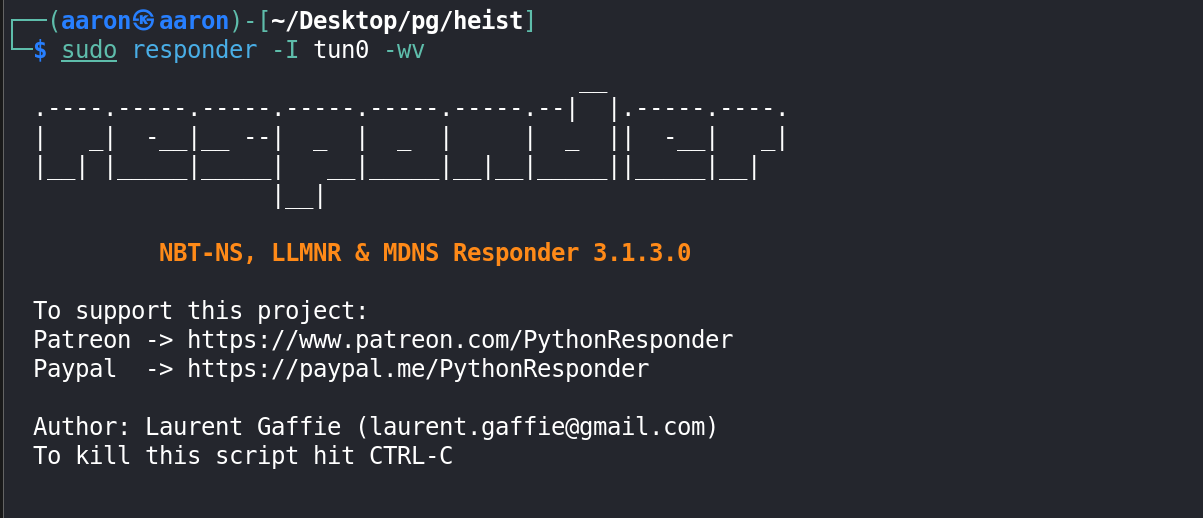 ┌──(aaron㉿aaron)-[~/Desktop/pg/heist]
└─$ sudo responder -I tun0 -wv
                                         __
  .----.-----.-----.-----.-----.-----.--|  |.-----.----.
  |   _|  -__|__ --|  _  |  _  |     |  _  ||  -__|   _|
  |__| |_____|_____|   __|_____|__|__|_____||_____|__|
                   |__|
NBT-NS, LLMNR & MDNS Responder 3.1.3.0
To support this project:
Patreon -> https://www.patreon.com/PythonResponder
Paypal  -> https://paypal.me/PythonResponder
Author: Laurent Gaffie (laurent.gaffie@gmail.com)
To kill this script hit CTRL-C